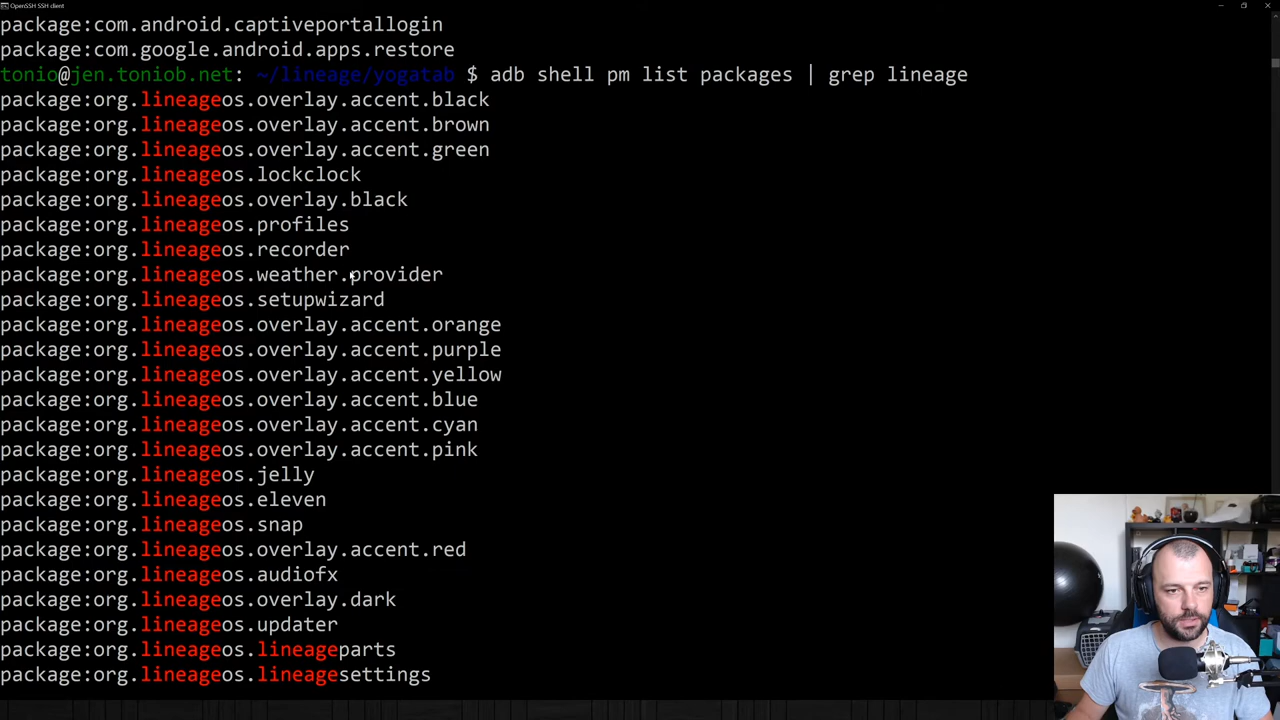 OpenSSH SSH client
package:com.android.captiveportallogin
package:com.google.android.apps.restore
tonio@jen.toniob.net: ~/lineage/yogatab $ adb shell pm list packages | grep lineage
package:org.lineageos.overlay.accent.black
package:org.lineageos.overlay.accent.brown
package:org.lineageos.overlay.accent.green
package:org.lineageos.lockclock
package:org.lineageos.overlay.black
package:org.lineageos.profiles
package:org.lineageos.recorder
package:org.lineageos.weather.provider
package:org.lineageos.setupwizard
package:org.lineageos.overlay.accent.orange
package:org.lineageos.overlay.accent.purple
package:org.lineageos.overlay.accent.yellow
package:org.lineageos.overlay.accent.blue
package:org.lineageos.overlay.accent.cyan
package:org.lineageos.overlay.accent.pink
package:org.lineageos.jelly
package:org.lineageos.eleven
package:org.lineageos.snap
package:org.lineageos.overlay.accent.red
package:org.lineageos.audiofx
package:org.lineageos.overlay.dark
package:org.lineageos.updater
package:org.lineageos.lineageparts
package:org.lineageos.lineagesettings